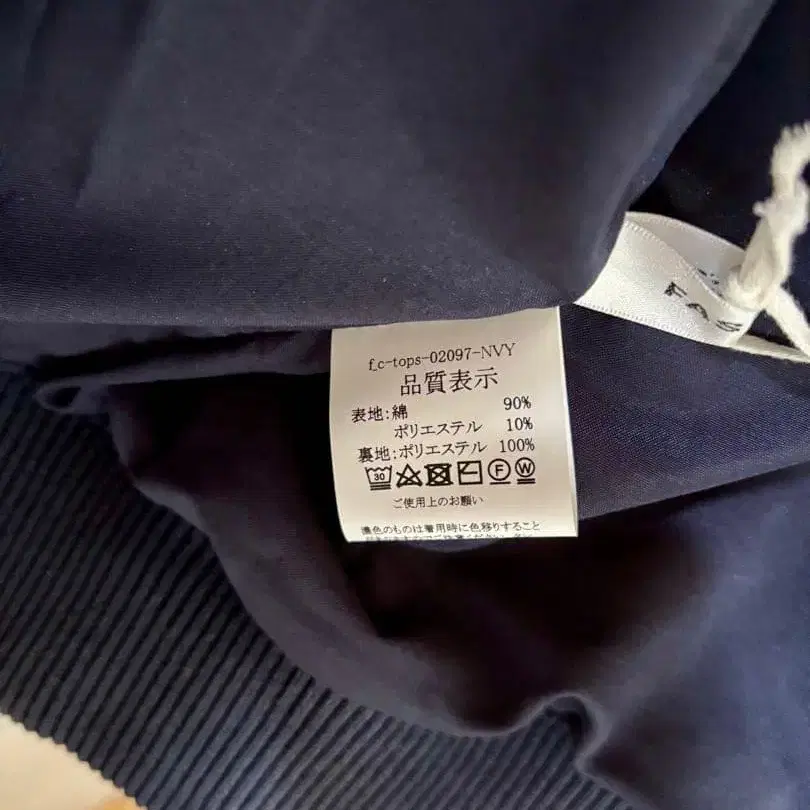 f_c-tops-02097-NVY
品質表示
表地:綿 90%
ポリエステル 10%
裏地:ポリエステル 100%
30 F W
ご使用上のお願い
濃色のものは着用時に色移りすること